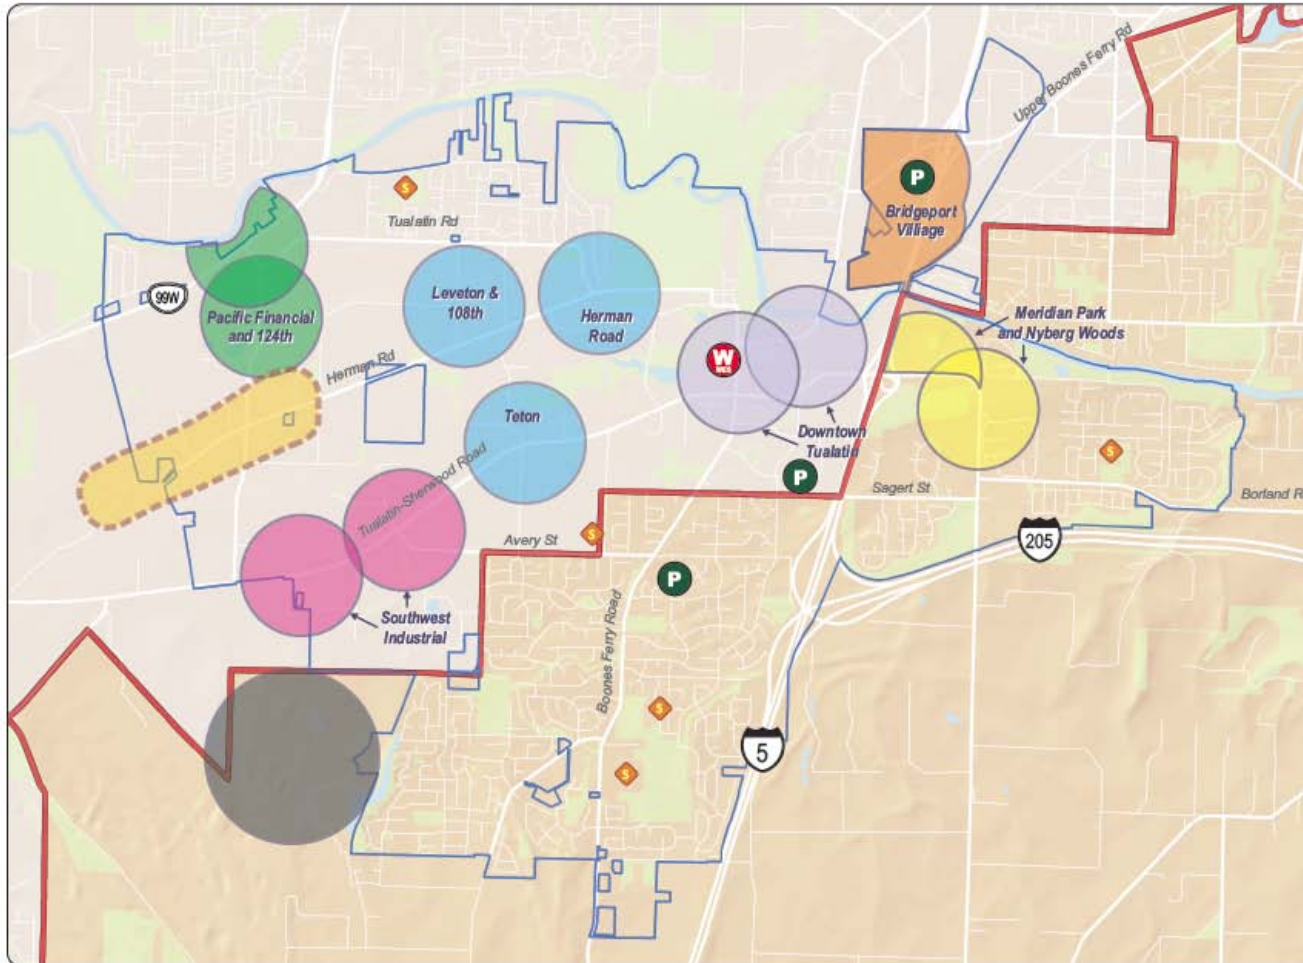 Upper Boones Ferry Rd
P
Bridgeport
Villiage
S
Tualatin Rd
99W
Pacific Financial
and 124th
Leveton &
108th
Herman
Road
Meridian Park
and Nyberg Woods
W
WES
Herman Rd
Teton
Downtown
Tualatin
S
P
Sagert St
Borland R
Tualatin-Sherwood Road
S
Avery St
205
P
Southwest
Industrial
Boones Ferry Road
S
5
S